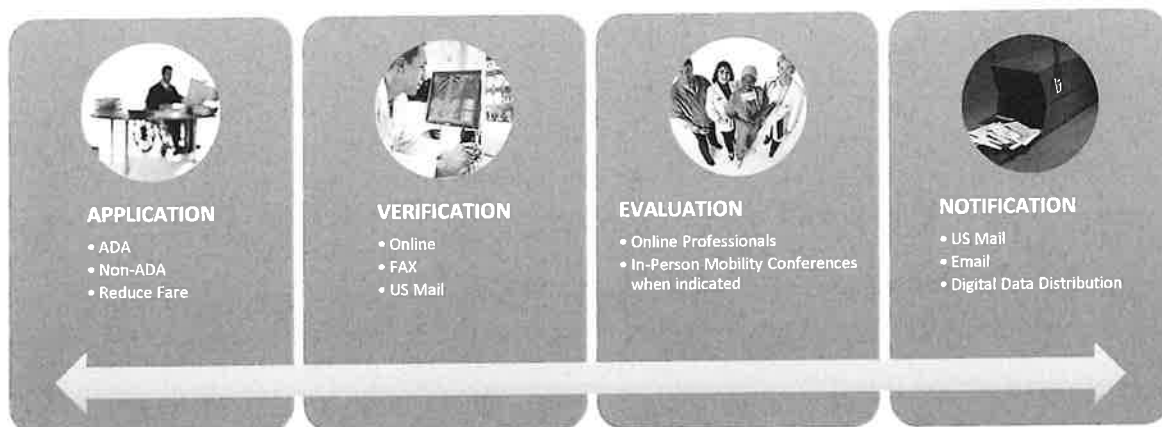 APPLICATION
• ADA
• Non-ADA
• Reduce Fare
VERIFICATION
• Online
• FAX
• US Mail
EVALUATION
• Online Professionals
• In-Person Mobility Conferences
when indicated
NOTIFICATION
• US Mail
• Email
• Digital Data Distribution